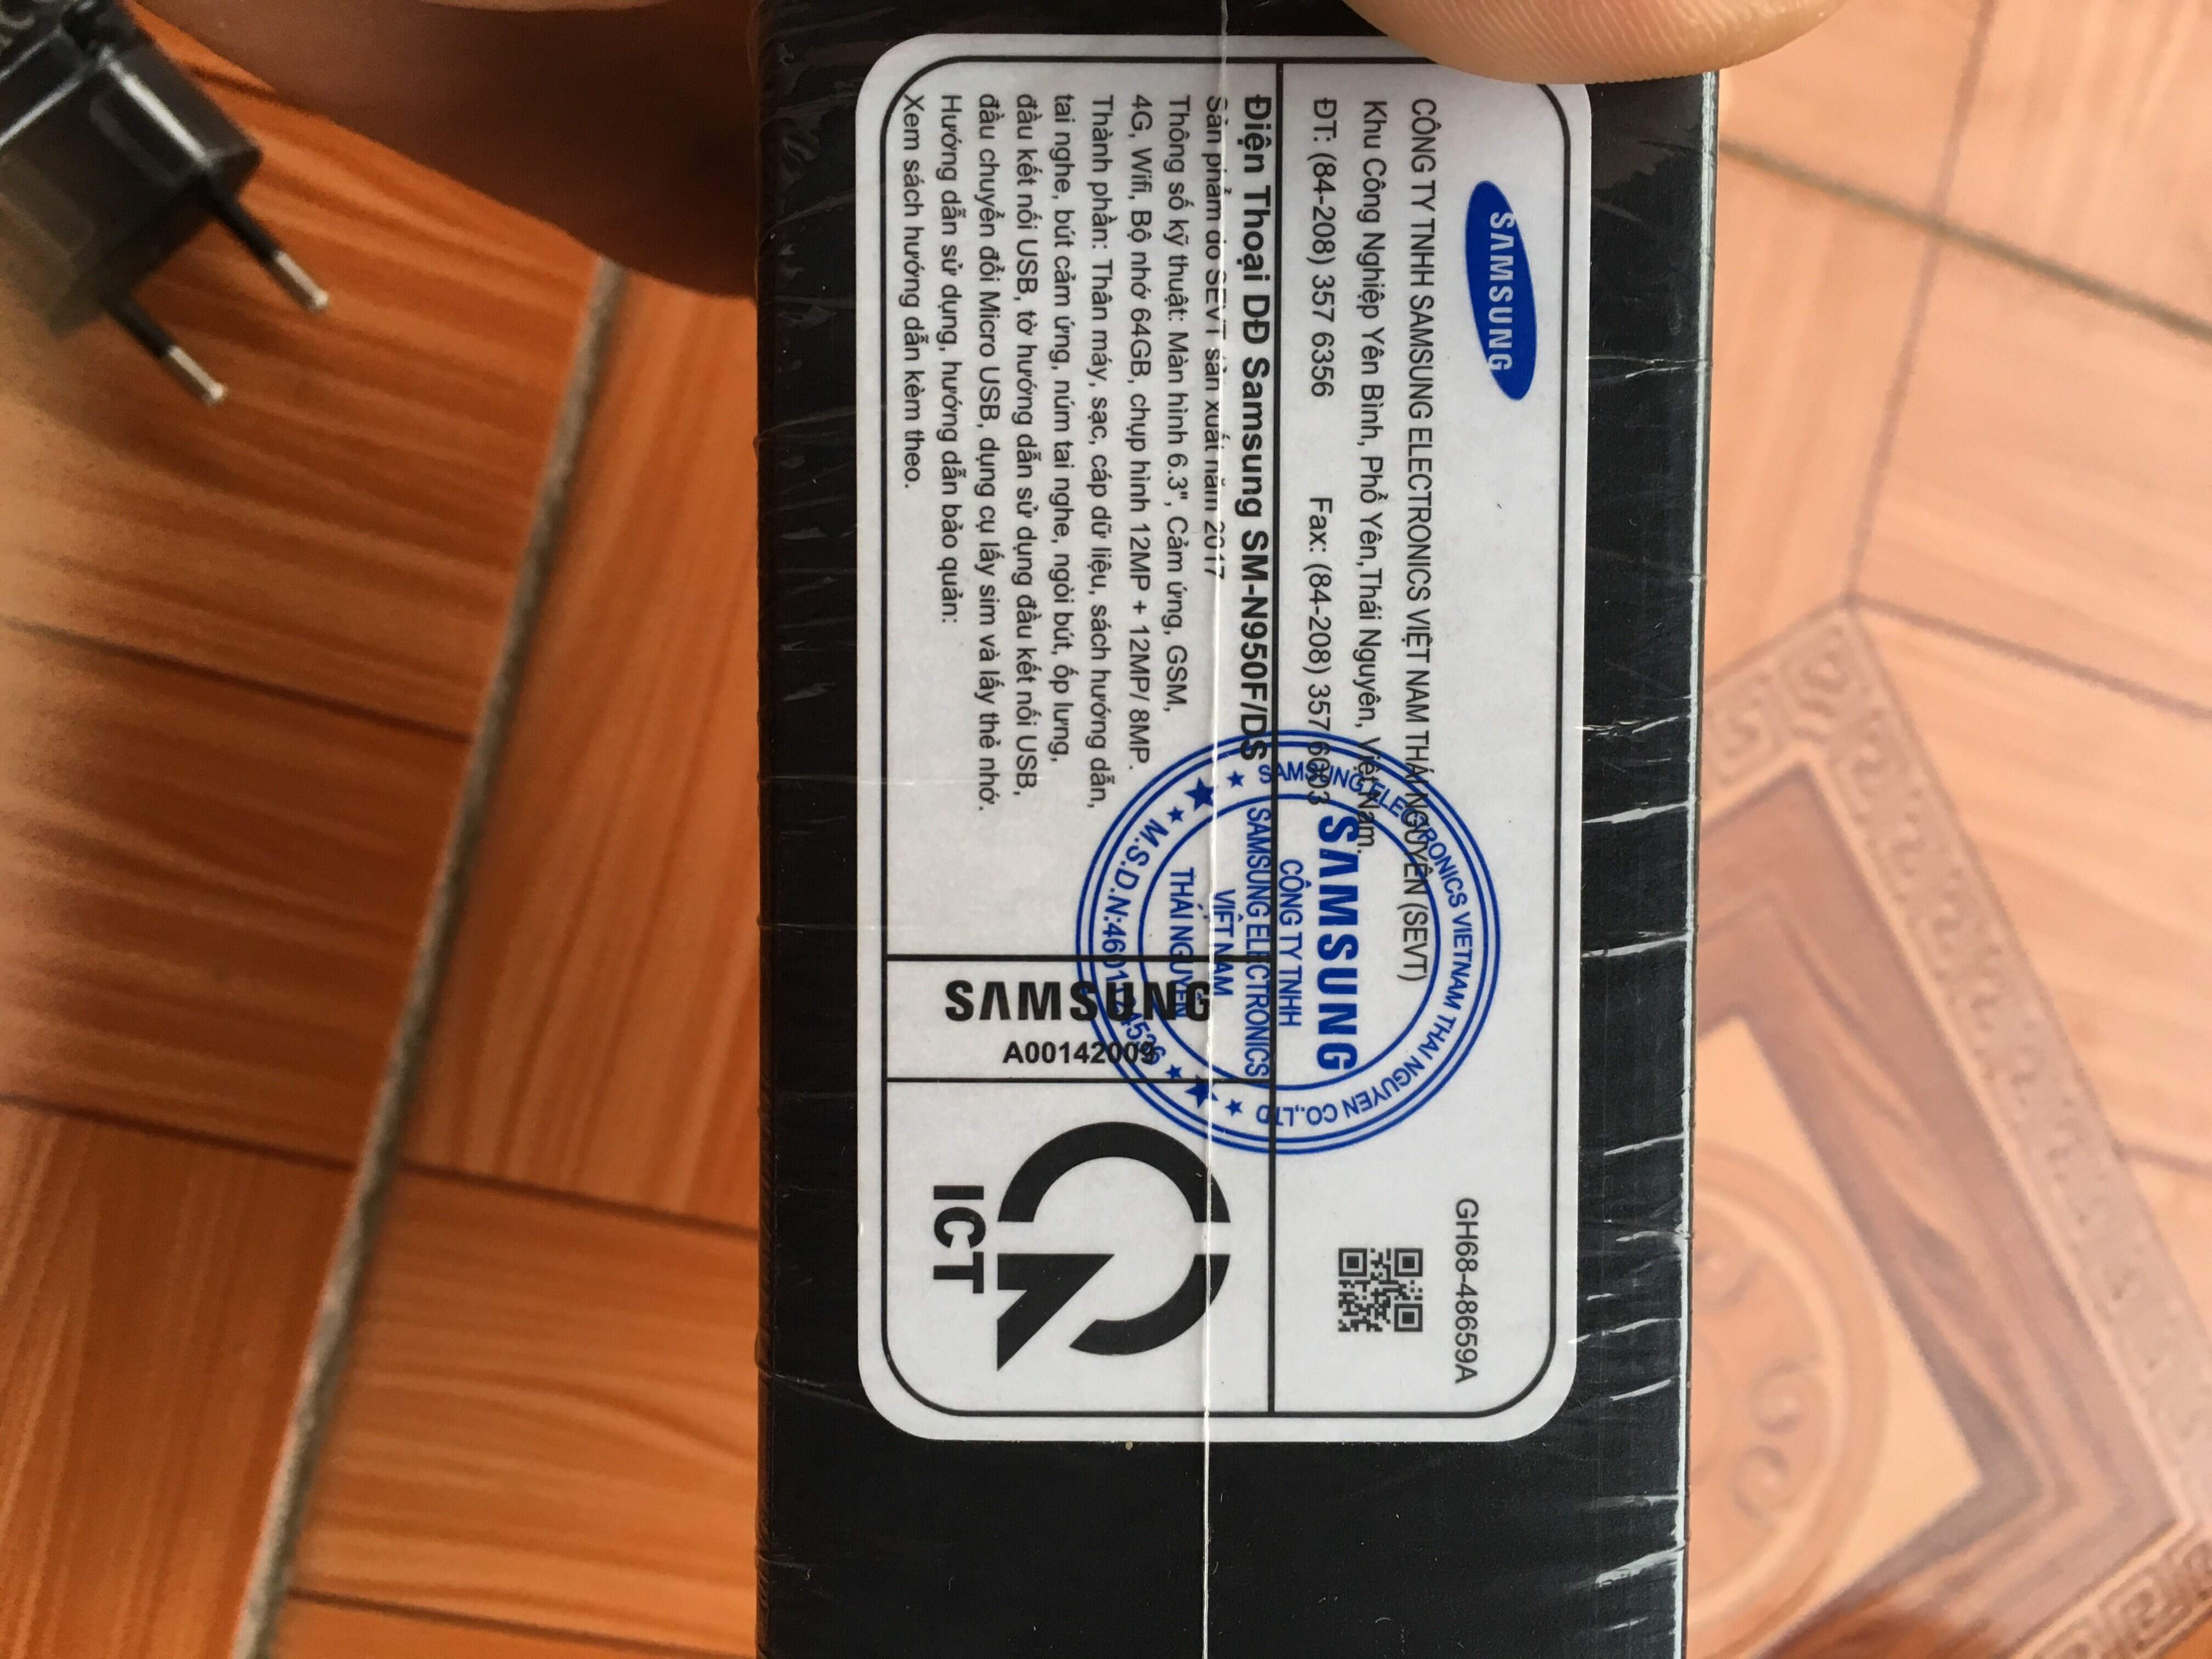 SAMSUNG
GH68-48659A
CÔNG TY TNHH SAMSUNG ELECTRONICS VIỆT NAM THÁI NGUYÊN (SEVT)
Khu Công Nghiệp Yên Bình, Phổ Yên,Thái Nguyên, Việt Nam.
ĐT: (84-208) 357 6356 Fax: (84-208) 357 6003
Điện Thoại DĐ Samsung SM-N950F/DS
Sản phẩm do SEVT sản xuất năm 2017
Thông số kỹ thuật: Màn hình 6.3", Cảm ứng, GSM,
4G, Wifi, Bộ nhớ 64GB, chụp hình 12MP + 12MP/ 8MP.
Thành phần: Thân máy, sạc, cáp dữ liệu, sách hướng dẫn,
tai nghe, bút cảm ứng, núm tai nghe, ngòi bút, ốp lưng,
đầu kết nối USB, tờ hướng dẫn sử dụng đầu kết nối USB,
đầu chuyển đổi Micro USB, dụng cụ lấy sim và lấy thẻ nhớ.
Hướng dẫn sử dụng, hướng dẫn bảo quản:
Xem sách hướng dẫn kèm theo.
SAMSUNG ELECTRONICS VIETNAM THAI NGUYEN CO.,LTD
SAMSUNG
CÔNG TY TNHH
SAMSUNG ELECTRONICS
VIỆT NAM
THÁI NGUYÊN
SAMSUNG
A00142009
ICT